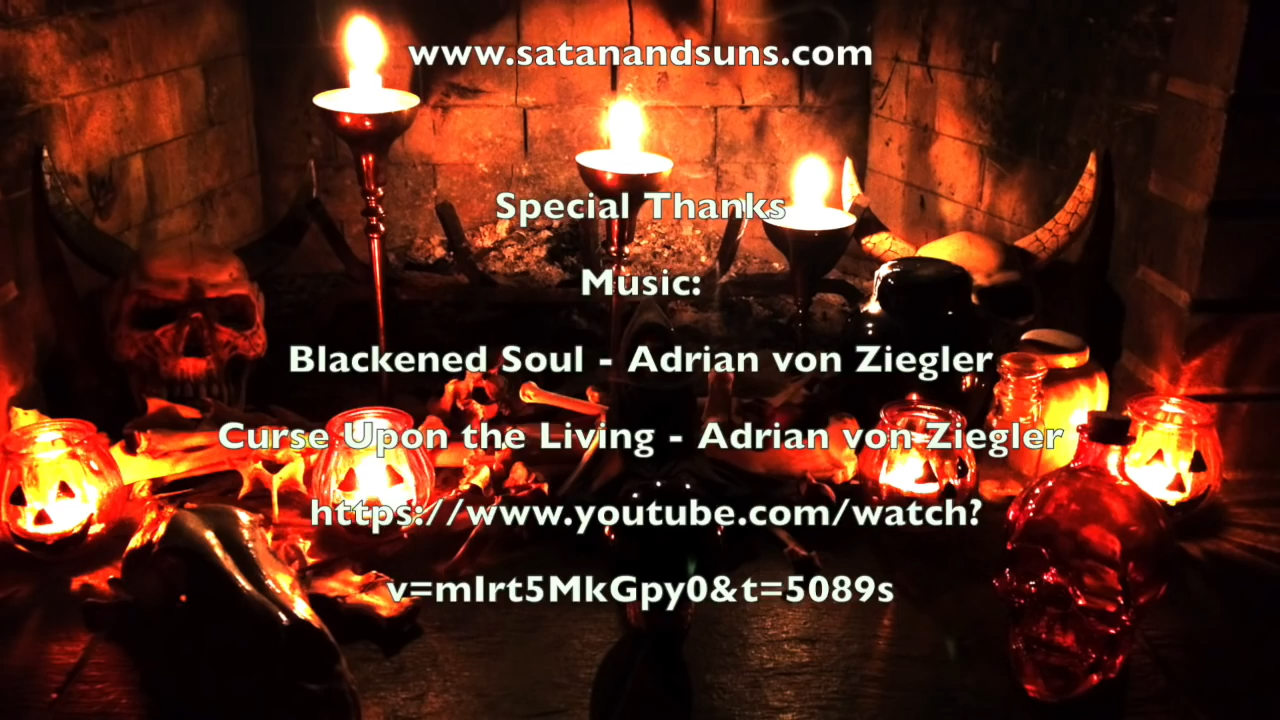 www.satanandsuns.com
Special Thanks
Music:
Blackened Soul - Adrian von Ziegler
Curse Upon the Living - Adrian von Ziegler
https://www.youtube.com/watch?
v=mIrt5MkGpy0&t=5089s